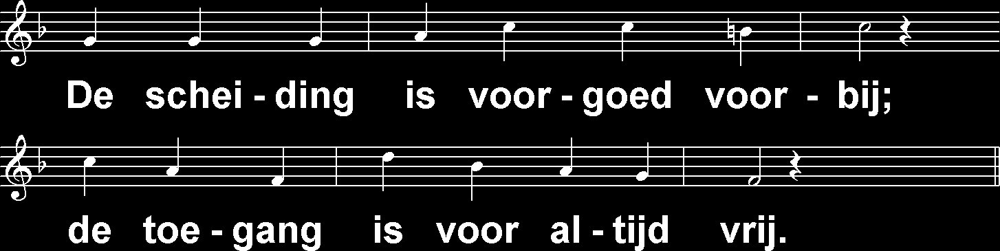 De schei - ding is voor - goed voor - bij;
de toe - gang is voor al - tijd vrij.